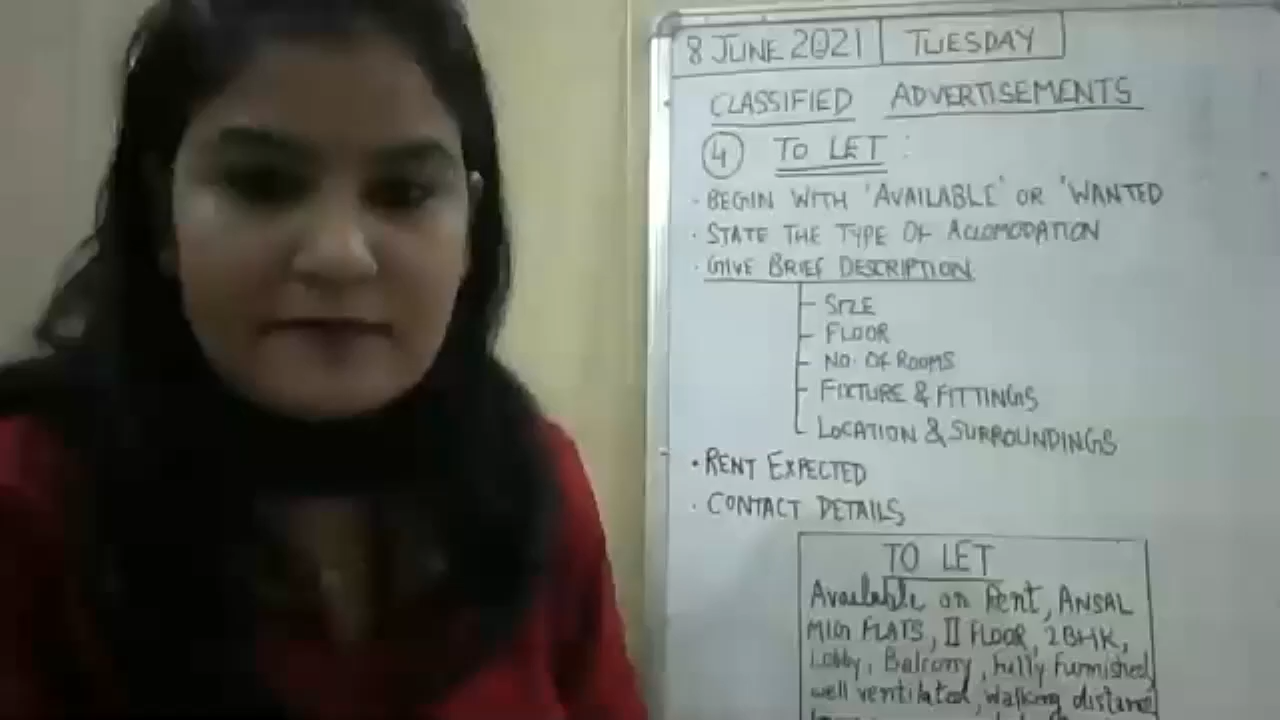 8 JUNE 2021 TUESDAY
CLASSIFIED ADVERTISEMENTS
4 TO LET :
· BEGIN WITH 'AVAILABLE' OR 'WANTED
· STATE THE TYPE OF ACCOMODATION
· GIVE BRIEF DESCRIPTION
SIZE
FLOOR
NO. OF ROOMS
FIXTURE & FITTINGS
LOCATION & SURROUNDINGS
· RENT EXPECTED
· CONTACT DETAILS
TO LET
Available on Rent, ANSAL
MIG FLATS, II FLOOR, 2BHK,
Lobby, Balcony, fully furnished
well ventilated, walking distance